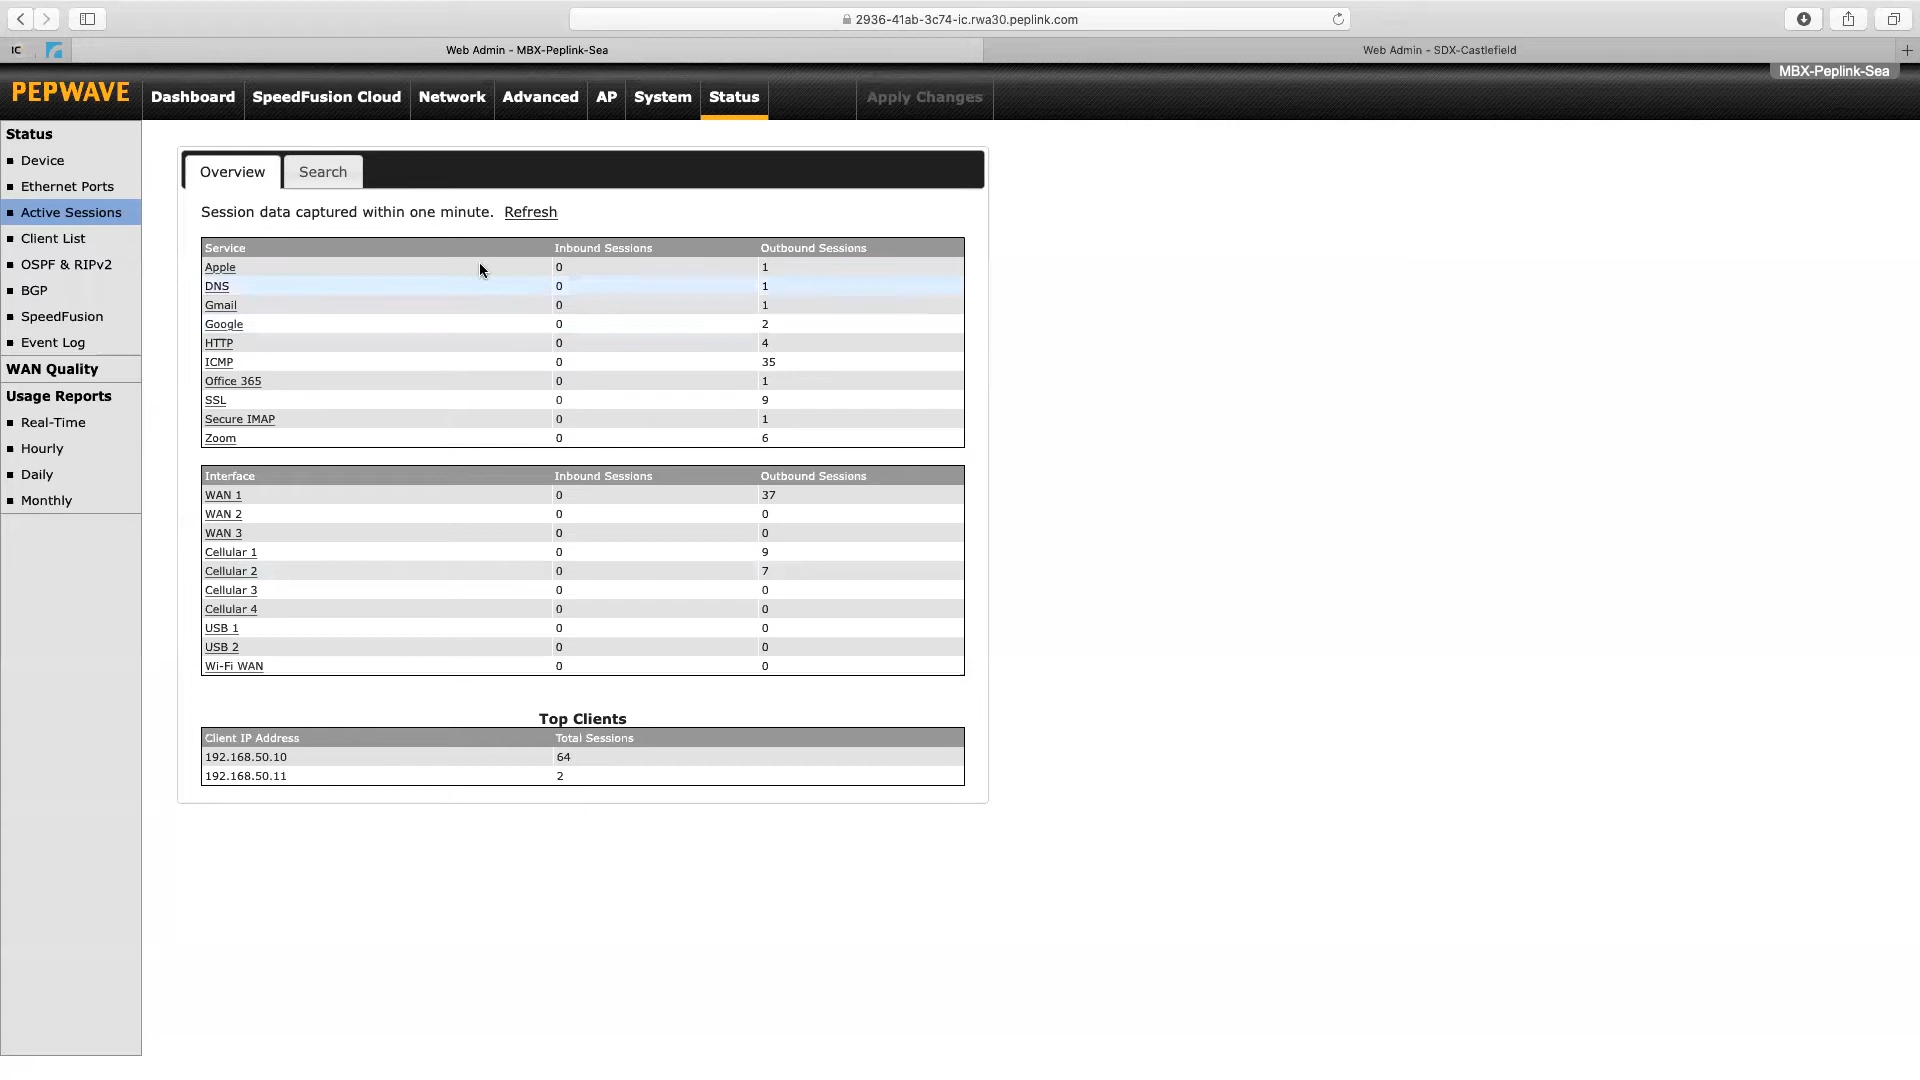 2936-41ab-3c74-ic.rwa30.peplink.com
IC
Web Admin - MBX-Peplink-Sea
Web Admin - SDX-Castlefield
MBX-Peplink-Sea
PEPWAVE
Dashboard SpeedFusion Cloud Network Advanced AP System Status Apply Changes
Status
Device
Ethernet Ports
Active Sessions
Client List
OSPF & RIPv2
BGP
SpeedFusion
Event Log
WAN Quality
Usage Reports
Real-Time
Hourly
Daily
Monthly
Overview Search
Session data captured within one minute. Refresh
Service Inbound Sessions Outbound Sessions
Apple 0 1
DNS 0 1
Gmail 0 1
Google 0 2
HTTP 0 4
ICMP 0 35
Office 365 0 1
SSL 0 9
Secure IMAP 0 1
Zoom 0 6
Interface Inbound Sessions Outbound Sessions
WAN 1 0 37
WAN 2 0 0
WAN 3 0 0
Cellular 1 0 9
Cellular 2 0 7
Cellular 3 0 0
Cellular 4 0 0
USB 1 0 0
USB 2 0 0
Wi-Fi WAN 0 0
Top Clients
Client IP Address Total Sessions
192.168.50.10 64
192.168.50.11 2